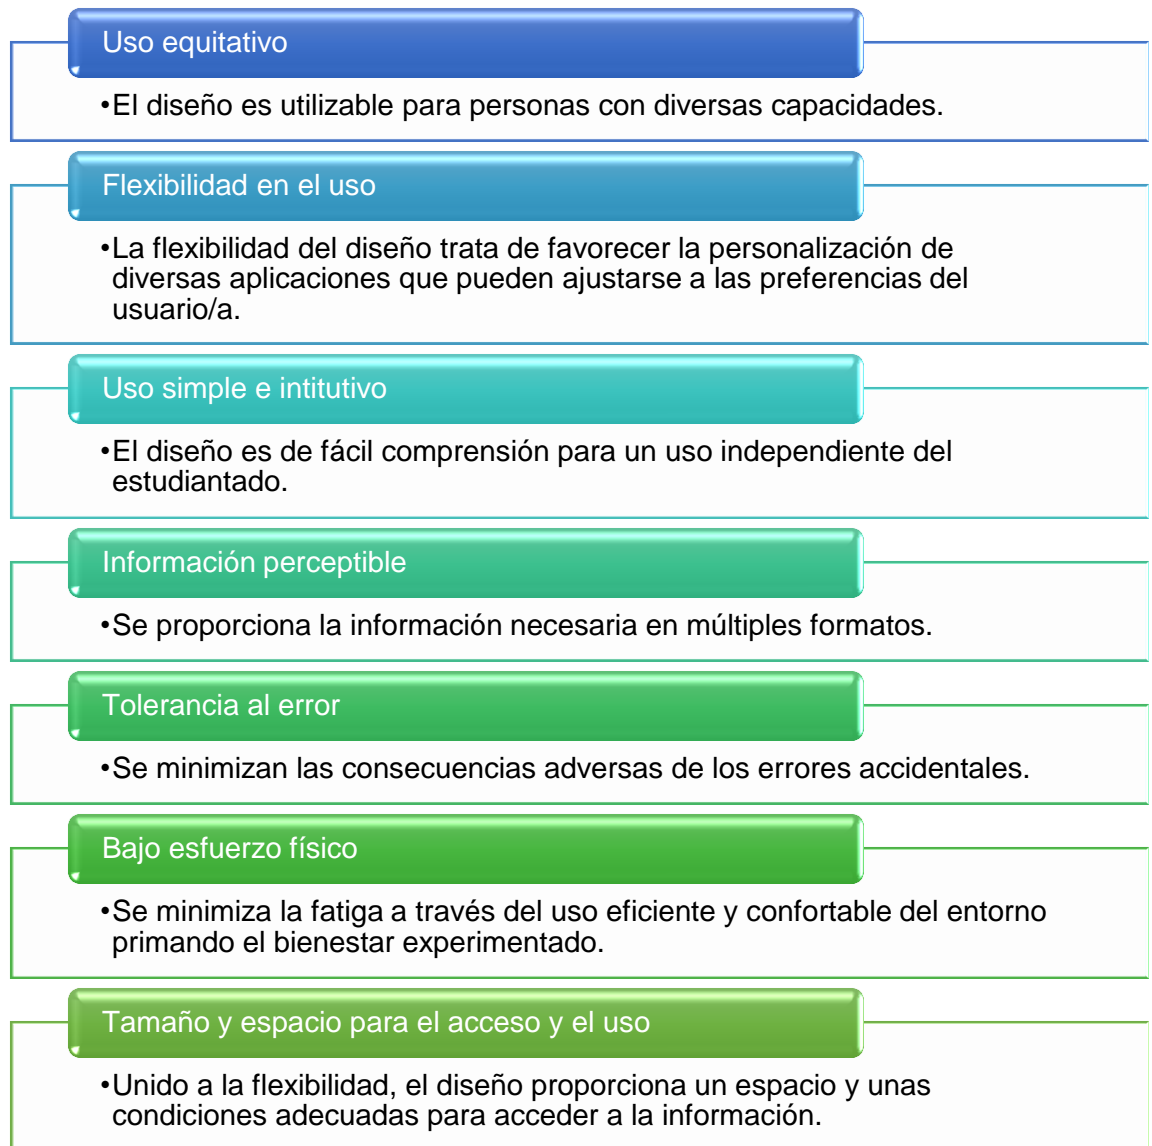 Uso equitativo
•El diseño es utilizable para personas con diversas capacidades.
Flexibilidad en el uso
•La flexibilidad del diseño trata de favorecer la personalización de
diversas aplicaciones que pueden ajustarse a las preferencias del
usuario/a.
Uso simple e intitutivo
•El diseño es de fácil comprensión para un uso independiente del
estudiantado.
Información perceptible
•Se proporciona la información necesaria en múltiples formatos.
Tolerancia al error
•Se minimizan las consecuencias adversas de los errores accidentales.
Bajo esfuerzo físico
•Se minimiza la fatiga a través del uso eficiente y confortable del entorno
primando el bienestar experimentado.
Tamaño y espacio para el acceso y el uso
•Unido a la flexibilidad, el diseño proporciona un espacio y unas
condiciones adecuadas para acceder a la información.